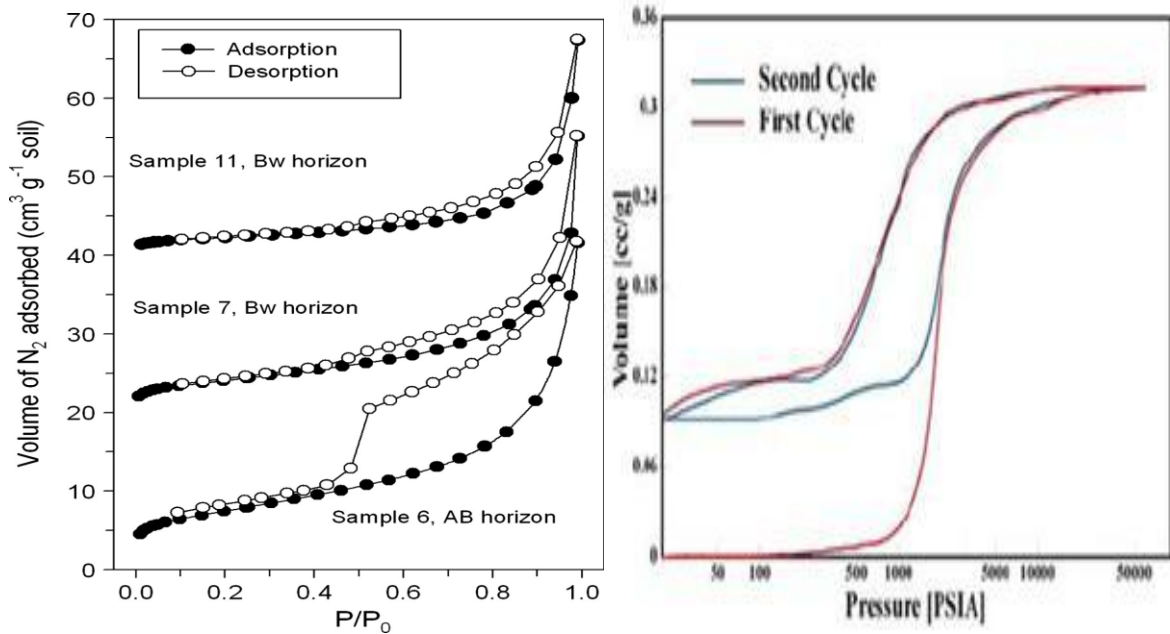 70
60
50
40
30
20
10
0
Volume of N2 adsorbed (cm3 g-1 soil)
Adsorption
Desorption
Sample 11, Bw horizon
Sample 7, Bw horizon
Sample 6, AB horizon
0.0 0.2 0.4 0.6 0.8 1.0
P/P0
0.36
0.3
0.24
0.18
0.12
0.06
0
Volume [cc/g]
Second Cycle
First Cycle
50 100 500 1000 5000 10000 50000
Pressure [PSIA]